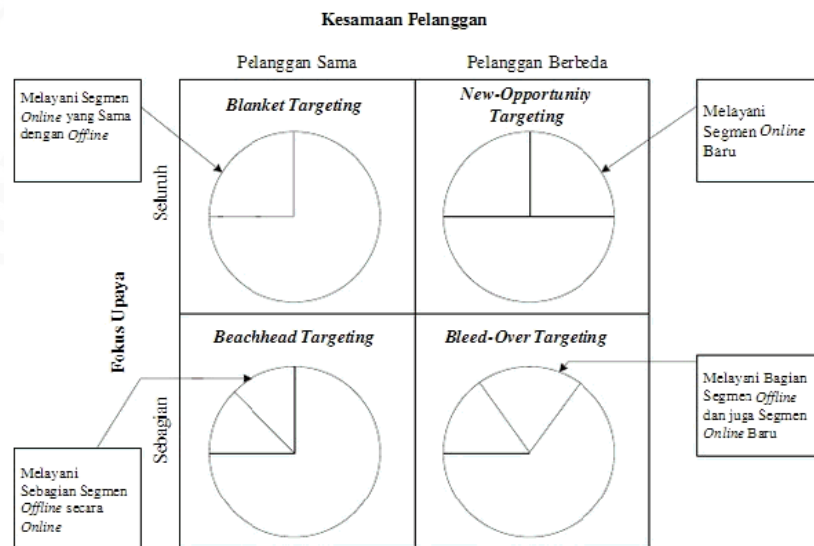 Kesamaan Pelanggan
Pelanggan Sama
Pelanggan Berbeda
Melayani Segmen
Online yang Sama
dengan Offline
Blanket Targeting
New-Opportunity
Targeting
Melayani
Segmen Online
Baru
Seluruh
Fokus Upaya
Beachhead Targeting
Bleed-Over Targeting
Sebagian
Melayani
Sebagian Segmen
Offline secara
Online
Melayani Bagian
Segmen Offline
dan juga Segmen
Online Baru